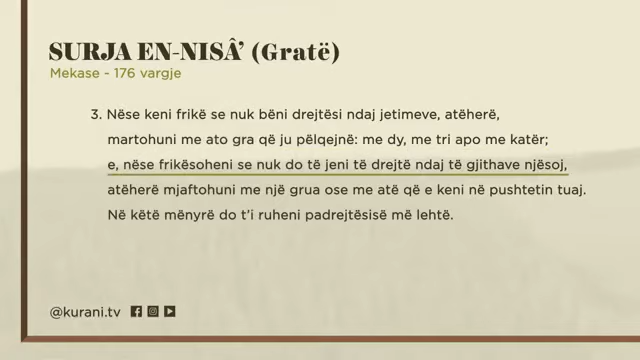 SURJA EN-NISÂ’ (Gratë)
Mekase - 176 vargje
3. Nëse keni frikë se nuk bëni drejtësi ndaj jetimeve, atëherë,
martohuni me ato gra që ju pëlqejnë: me dy, me tri apo me katër;
e, nëse frikësoheni se nuk do të jeni të drejtë ndaj të gjithave njësoj,
atëherë mjaftohuni me një grua ose me atë që e keni në pushtetin tuaj.
Në këtë mënyrë do t’i ruheni padrejtësisë më lehtë.
@kurani.tv